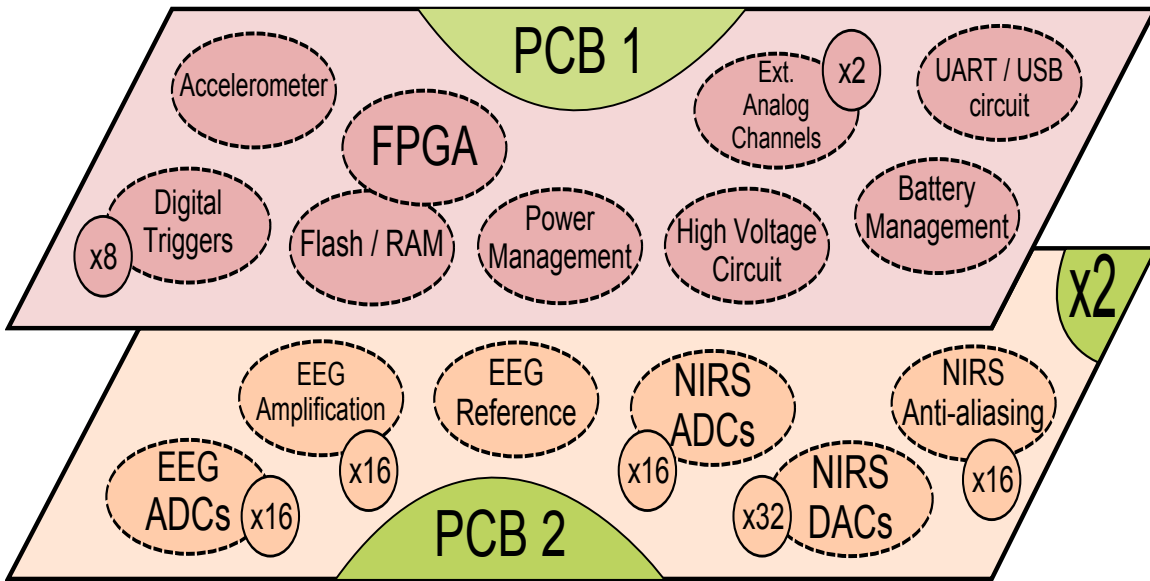 PCB 1
Accelerometer
FPGA
Ext.
Analog
Channels
x2
UART / USB
circuit
Digital
Triggers
x8
Flash / RAM
Power
Management
High Voltage
Circuit
Battery
Management
x2
EEG
Amplification
x16
EEG
Reference
NIRS
ADCs
x16
NIRS
Anti-aliasing
x16
EEG
ADCs
x16
PCB 2
x32
NIRS
DACs